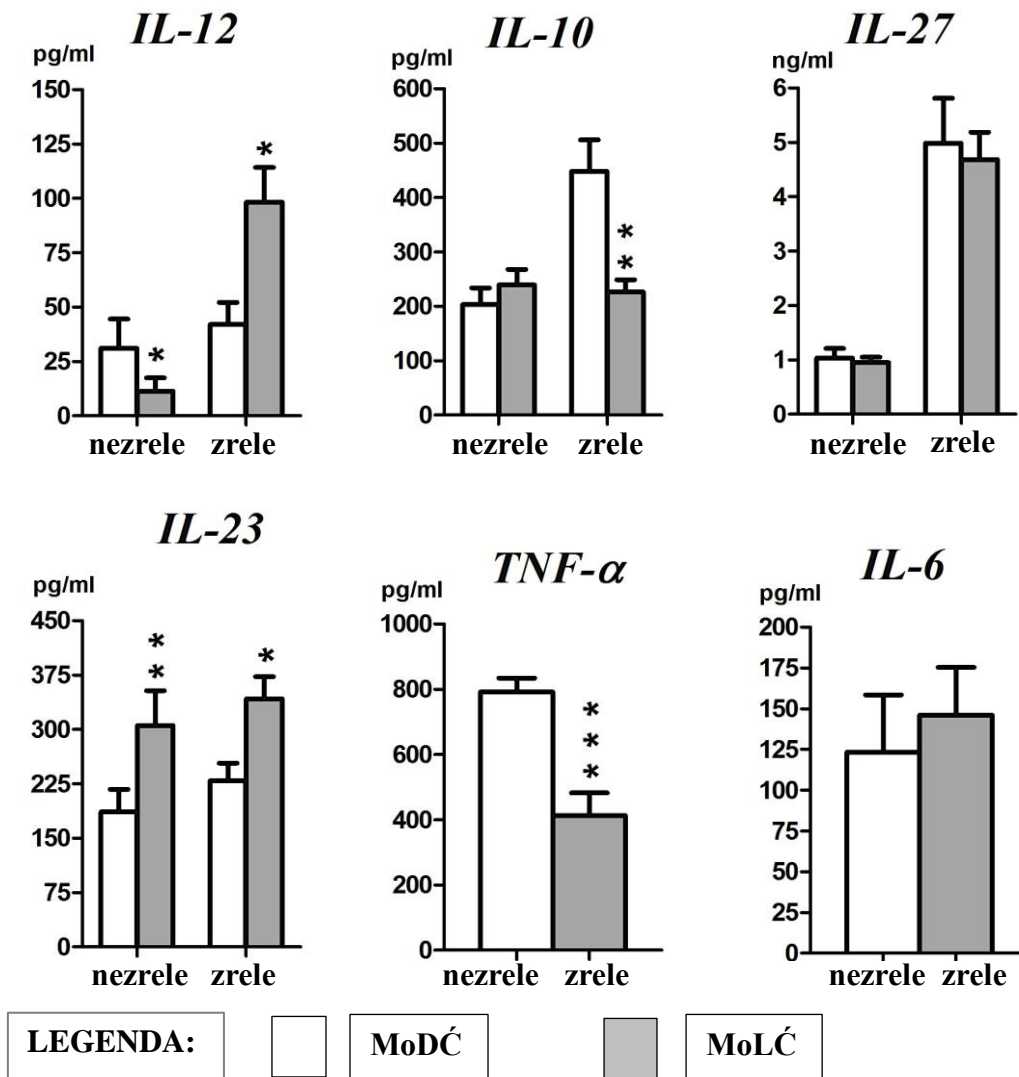 IL-12
pg/ml
150
125
100
75
50
25
0
*
*
nezrele zrele
IL-10
pg/ml
600
500
400
300
200
100
0
*
*
nezrele zrele
IL-27
ng/ml
6
5
4
3
2
1
0
nezrele zrele
IL-23
pg/ml
450
375
300
225
150
75
0
*
*
*
nezrele zrele
TNF-α
pg/ml
1000
800
600
400
200
0
*
*
*
nezrele zrele
IL-6
pg/ml
200
175
150
125
100
75
50
25
0
nezrele zrele
LEGENDA: MoDĆ MoLĆ